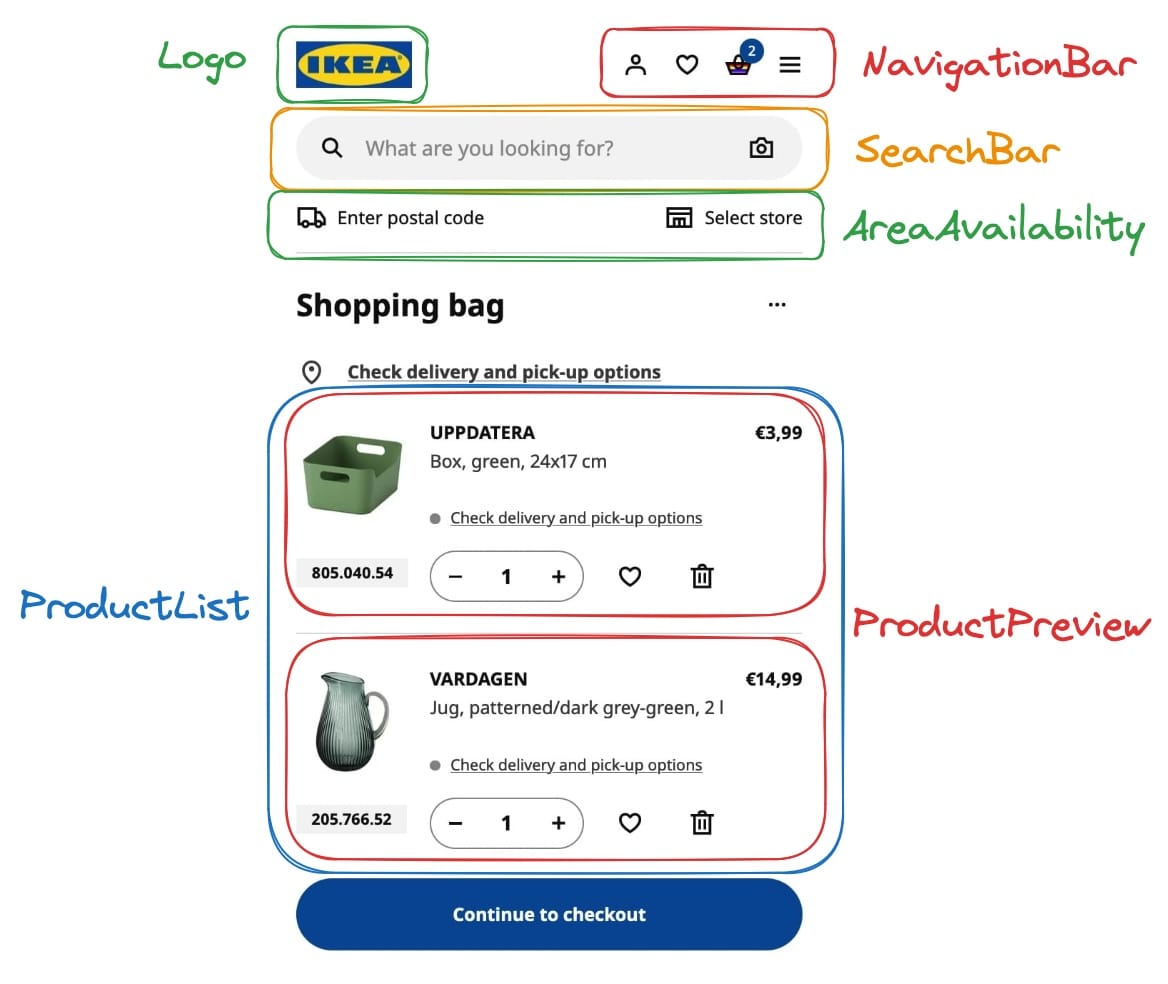 Logo
IKEA
2
NavigationBar
What are you looking for?
SearchBar
Enter postal code
Select store
AreaAvailability
Shopping bag
...
Check delivery and pick-up options
UPPDATERA
€3,99
Box, green, 24x17 cm
Check delivery and pick-up options
805.040.54
− 1 +
ProductList
ProductPreview
VARDAGEN
€14,99
Jug, patterned/dark grey-green, 2 l
Check delivery and pick-up options
205.766.52
− 1 +
Continue to checkout